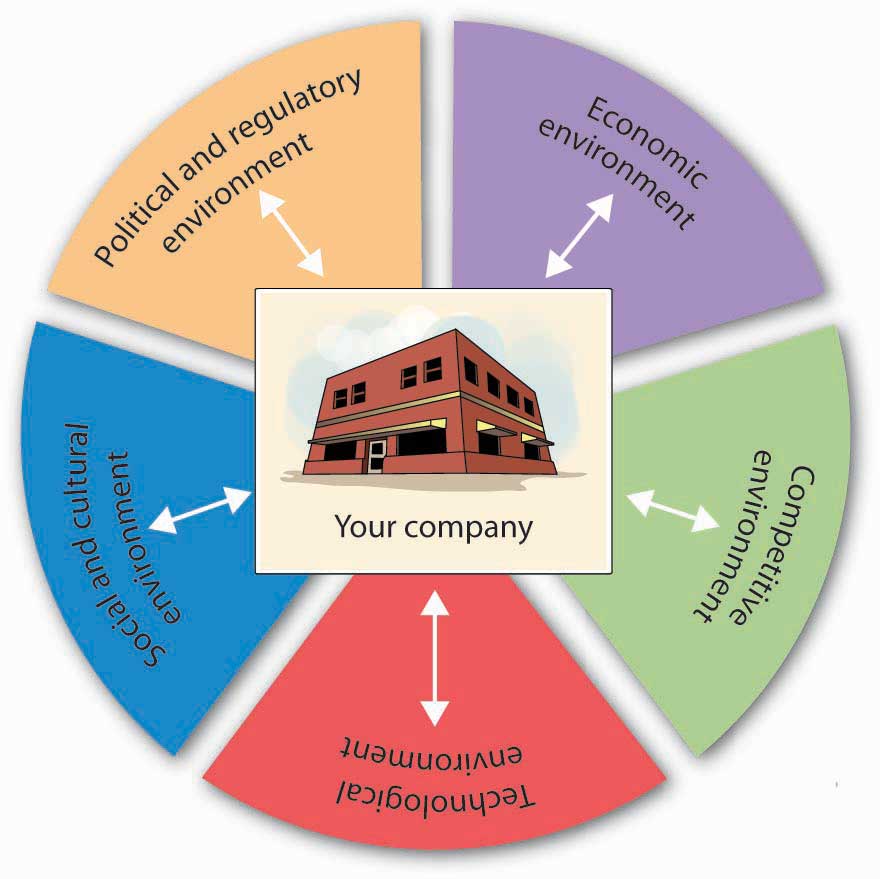 Political and regulatory
environment
Economic
environment
Competitive
environment
Technological
environment
Social and cultural
environment
Your company